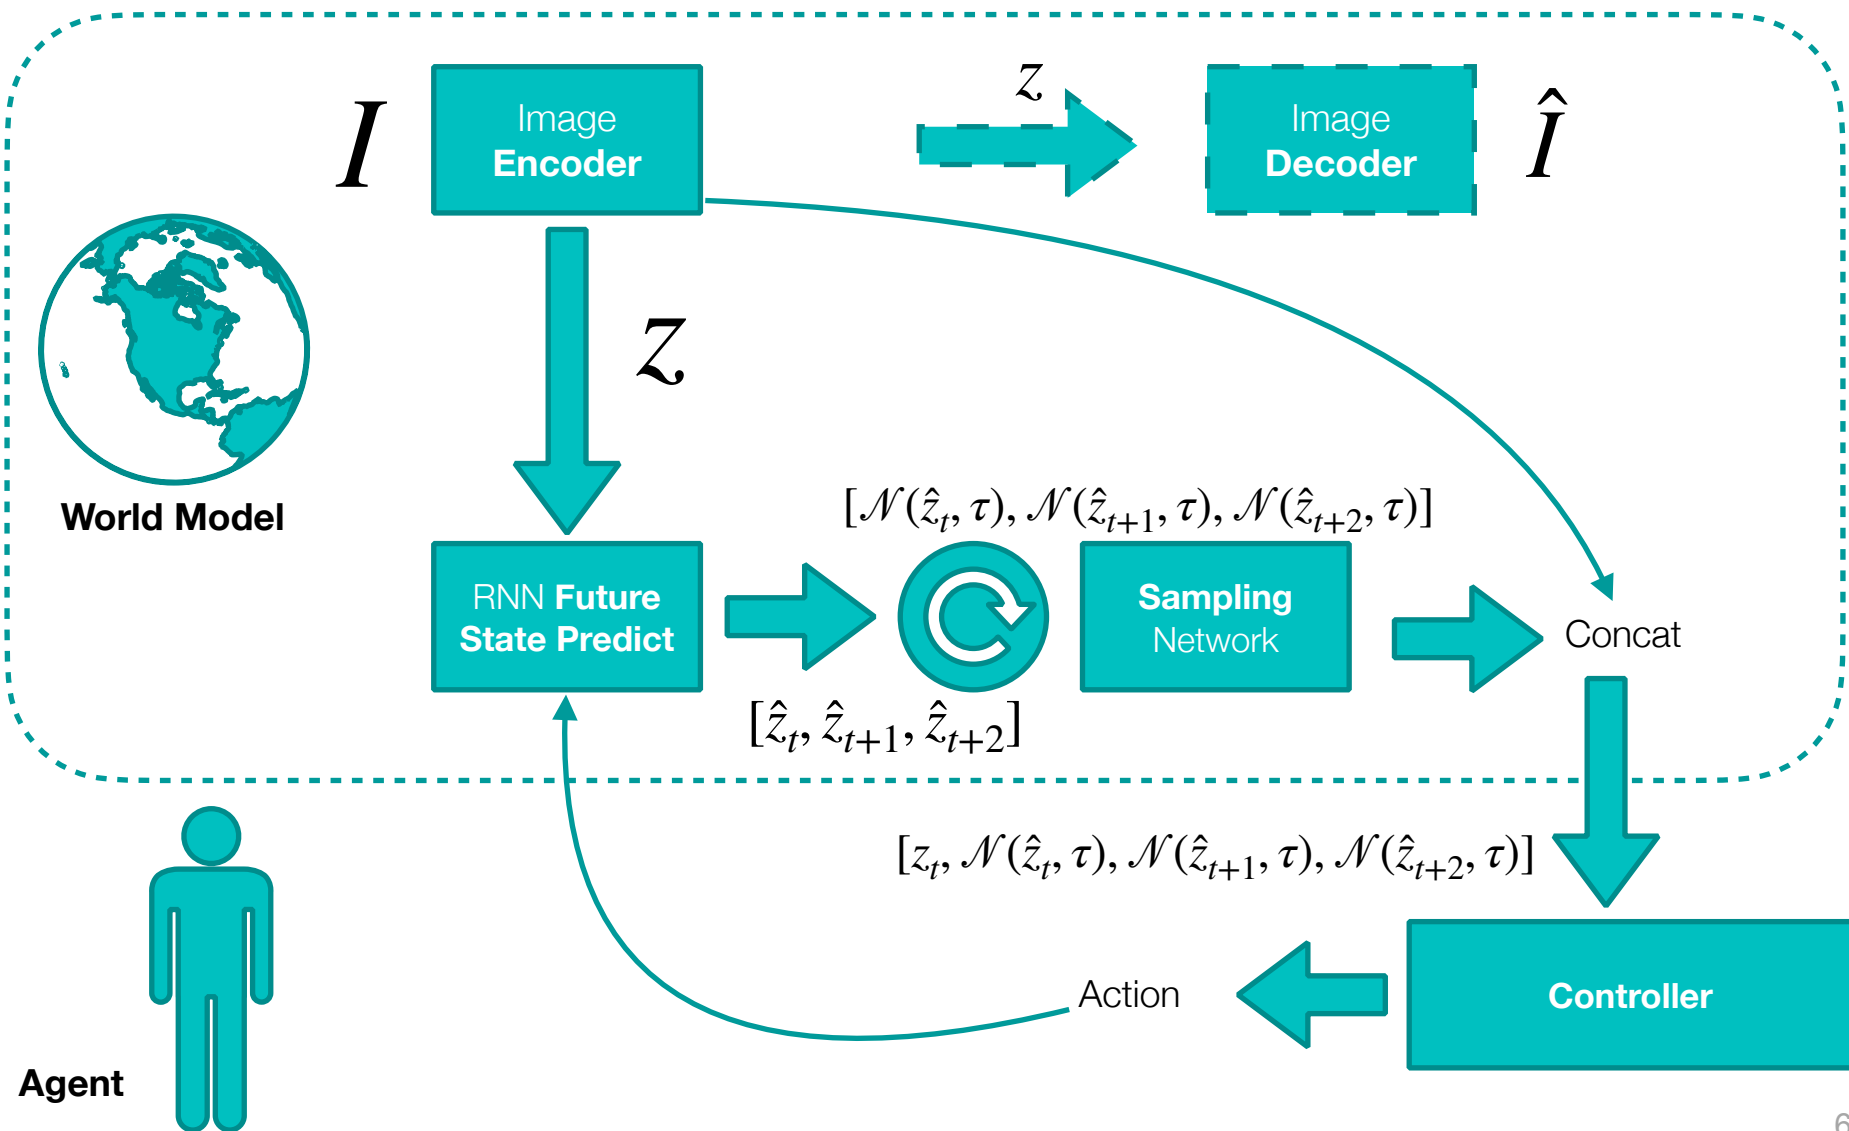 I
Image
Encoder
z
Image
Decoder
Î
z
World Model
[𝒩(ẑ_t, τ), 𝒩(ẑ_{t+1}, τ), 𝒩(ẑ_{t+2}, τ)]
RNN Future
State Predict
Sampling
Network
Concat
[ẑ_t, ẑ_{t+1}, ẑ_{t+2}]
[z_t, 𝒩(ẑ_t, τ), 𝒩(ẑ_{t+1}, τ), 𝒩(ẑ_{t+2}, τ)]
Action
Controller
Agent
6